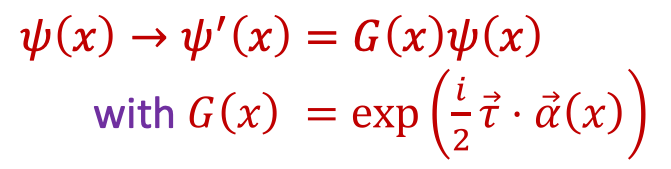 ψ(x) → ψ′(x) = G(x)ψ(x)
with G(x) = exp(i/2 τ⃗ · α⃗(x))